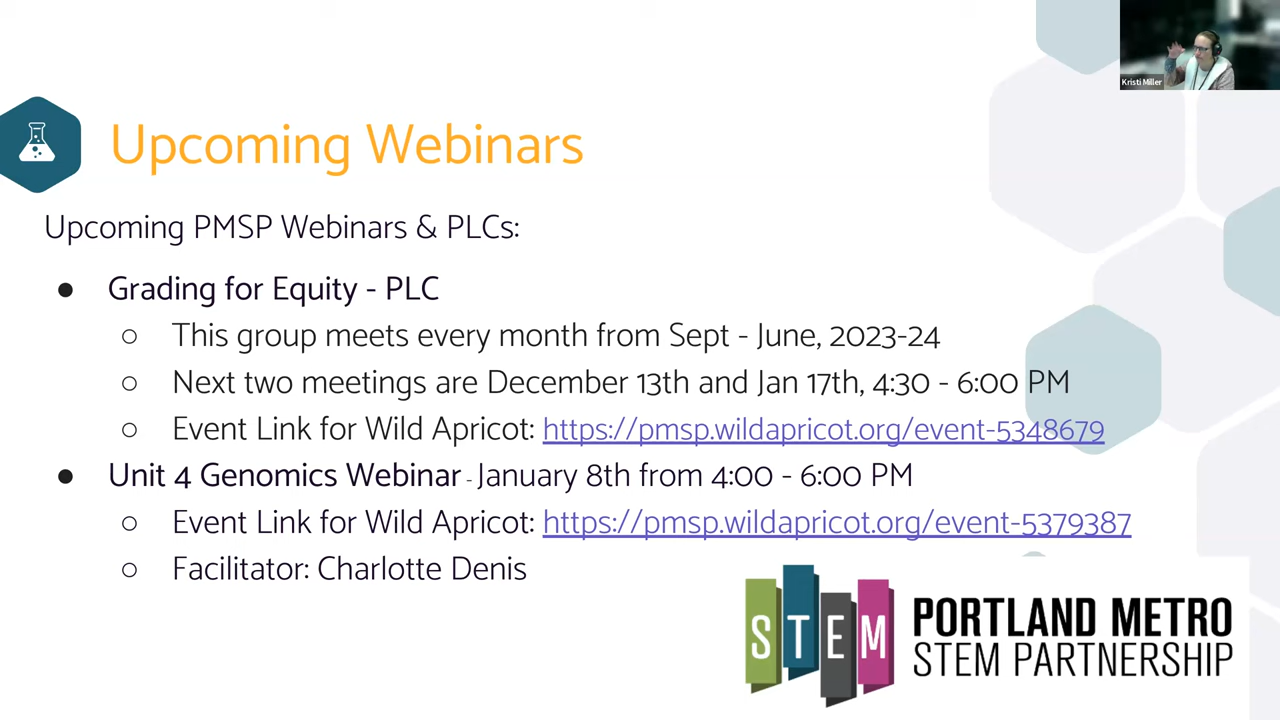 Kristi Miller
Upcoming Webinars
Upcoming PMSP Webinars & PLCs:
● Grading for Equity - PLC
○ This group meets every month from Sept - June, 2023-24
○ Next two meetings are December 13th and Jan 17th, 4:30 - 6:00 PM
○ Event Link for Wild Apricot: https://pmsp.wildapricot.org/event-5348679
● Unit 4 Genomics Webinar - January 8th from 4:00 - 6:00 PM
○ Event Link for Wild Apricot: https://pmsp.wildapricot.org/event-5379387
○ Facilitator: Charlotte Denis
STEM
PORTLAND METRO
STEM PARTNERSHIP